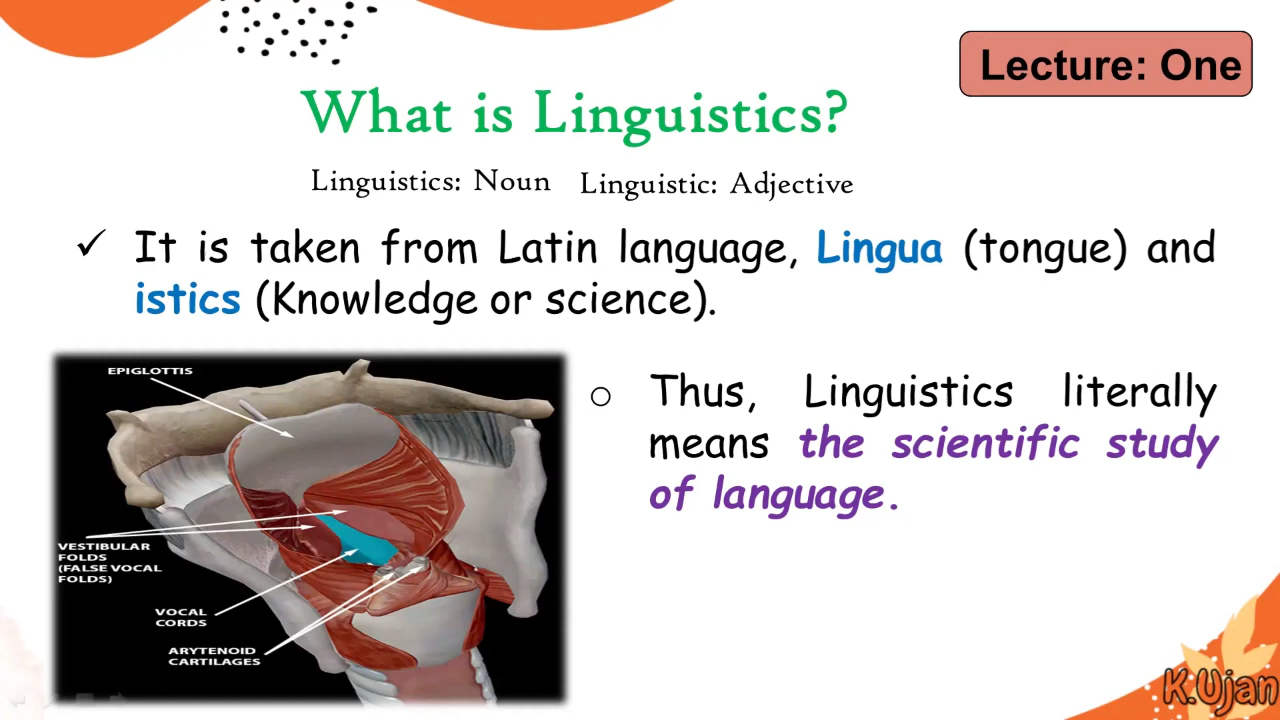 Lecture: One
What is Linguistics?
Linguistics: Noun Linguistic: Adjective
✓ It is taken from Latin language, Lingua (tongue) and
istics (Knowledge or science).
EPIGLOTTIS
VESTIBULAR
FOLDS
(FALSE VOCAL
FOLDS)
VOCAL
CORDS
ARYTENOID
CARTILAGES
o Thus, Linguistics literally
means the scientific study
of language.
K.Ujan